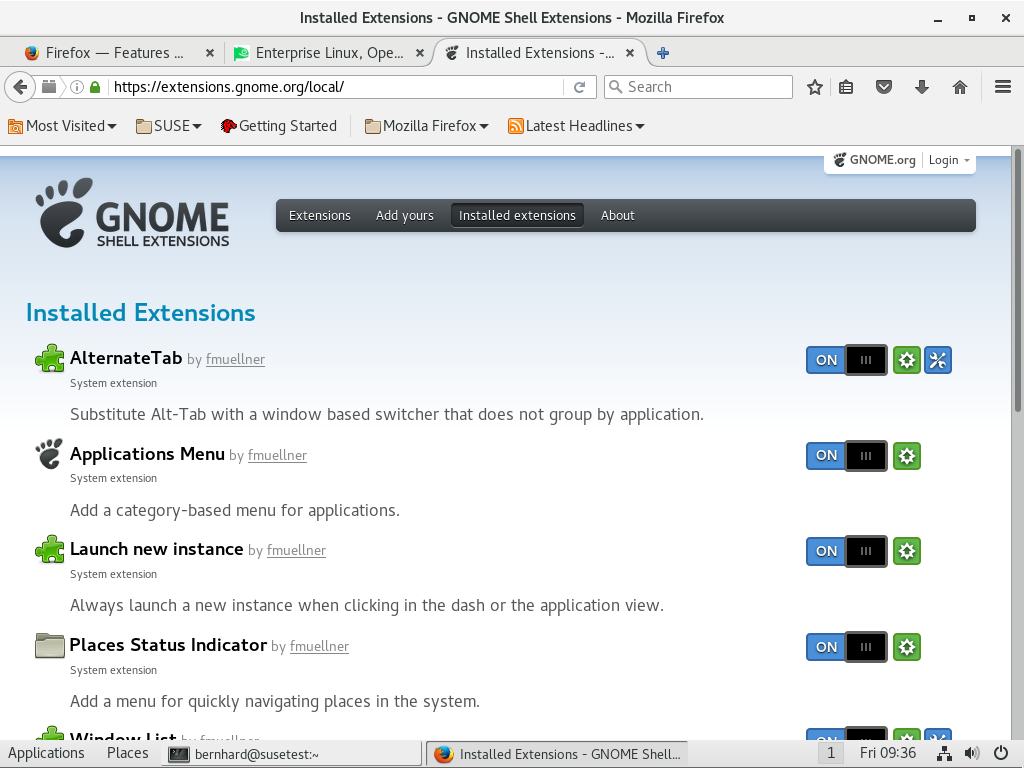 Installed Extensions - GNOME Shell Extensions - Mozilla Firefox
Firefox — Features ...
Enterprise Linux, Ope...
Installed Extensions -...
https://extensions.gnome.org/local/
Search
Most Visited
SUSE
Getting Started
Mozilla Firefox
Latest Headlines
GNOME.org
Login
GNOME
SHELL EXTENSIONS
Extensions
Add yours
Installed extensions
About
Installed Extensions
AlternateTab by fmuellner
ON
System extension
Substitute Alt-Tab with a window based switcher that does not group by application.
Applications Menu by fmuellner
ON
System extension
Add a category-based menu for applications.
Launch new instance by fmuellner
ON
System extension
Always launch a new instance when clicking in the dash or the application view.
Places Status Indicator by fmuellner
ON
System extension
Add a menu for quickly navigating places in the system.
Window List by fmuellner
ON
Applications
Places
bernhard@susetest:~
Installed Extensions - GNOME Shell...
1
Fri 09:36